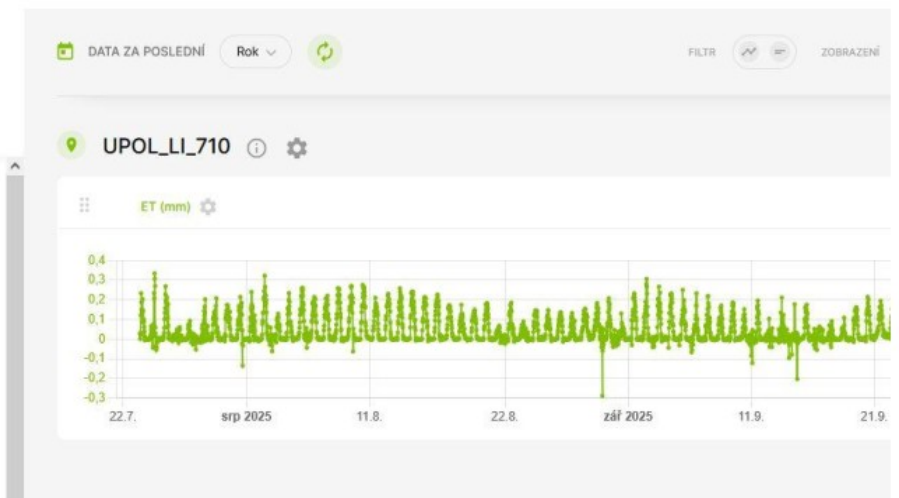 DATA ZA POSLEDNÍ Rok FILTR ZOBRAZENÍ
UPOL_LI_710
ET (mm)
0,4
0,3
0,2
0,1
0
-0,1
-0,2
-0,3
22.7. srp 2025 11.8. 22.8. zář 2025 11.9. 21.9.